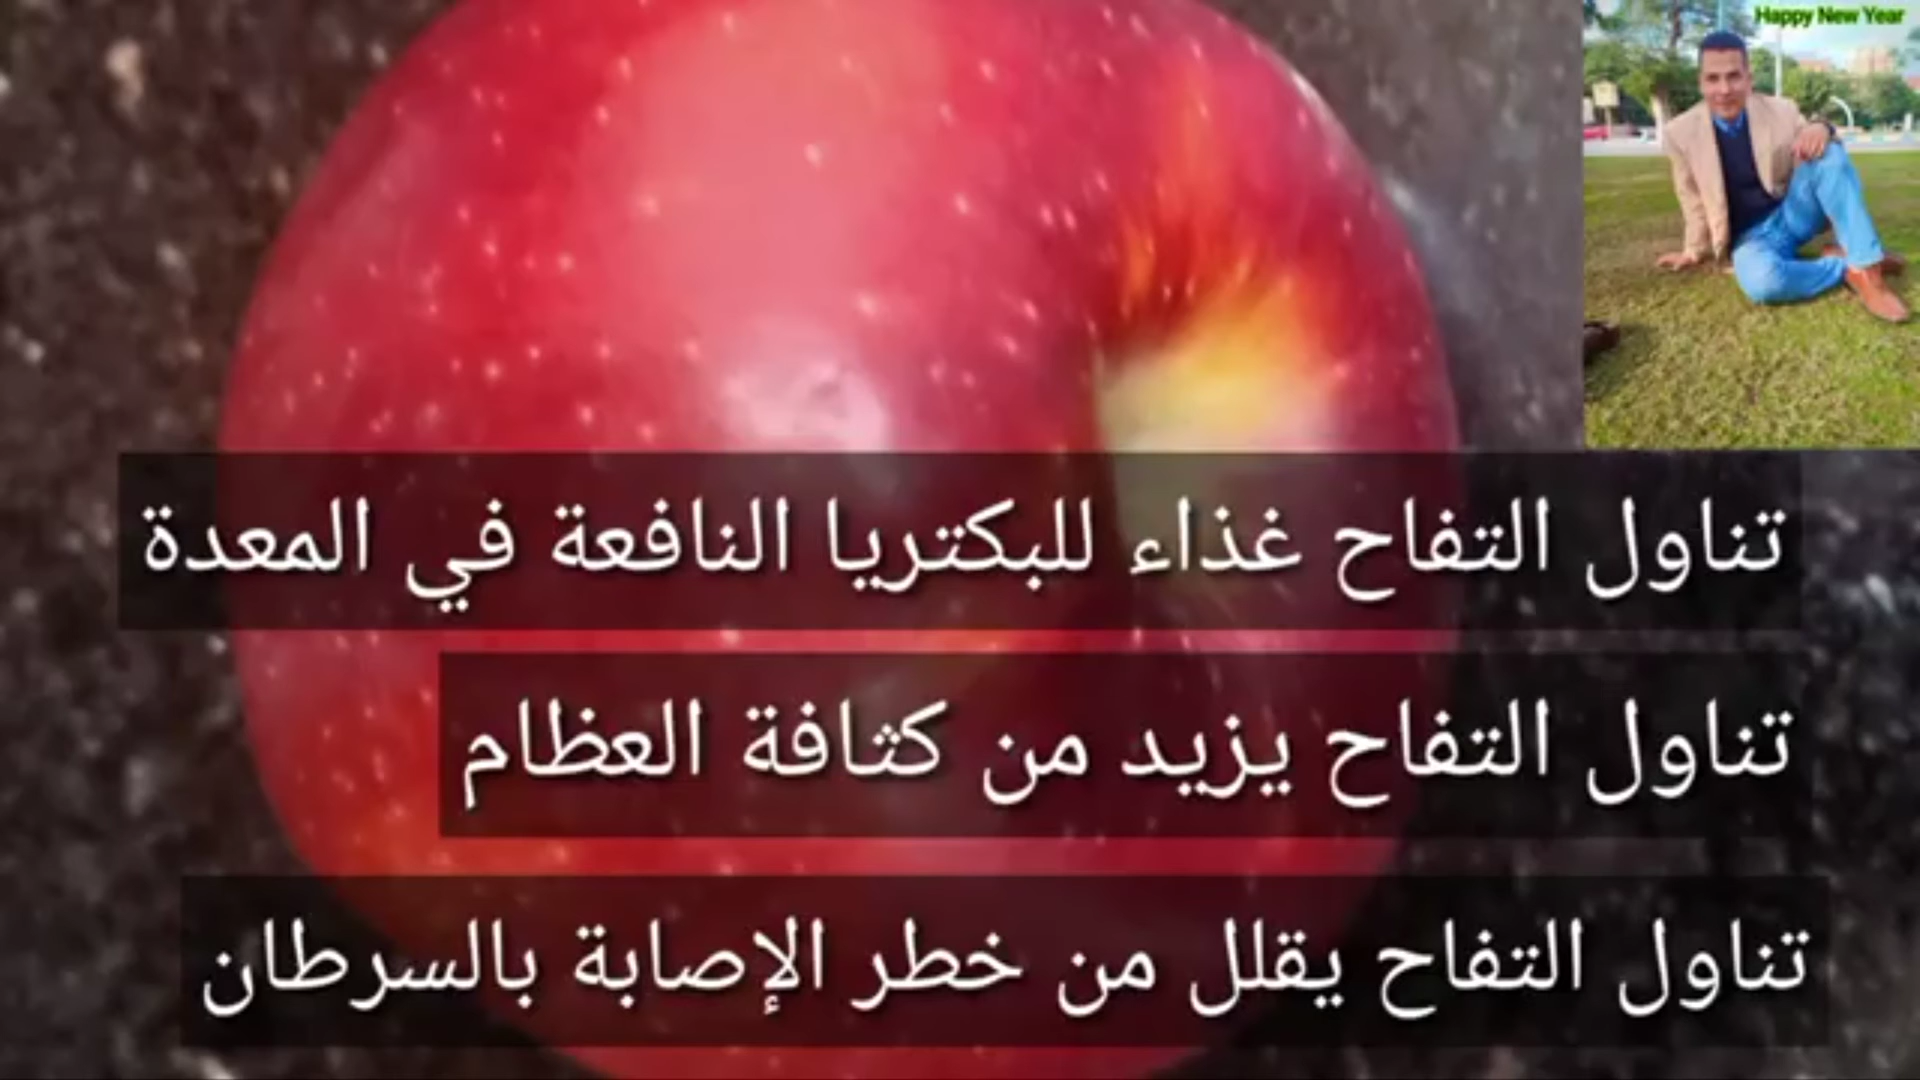 Happy New Year
تناول التفاح غذاء للبكتريا النافعة في المعدة
تناول التفاح يزيد من كثافة العظام
تناول التفاح يقلل من خطر الإصابة بالسرطان